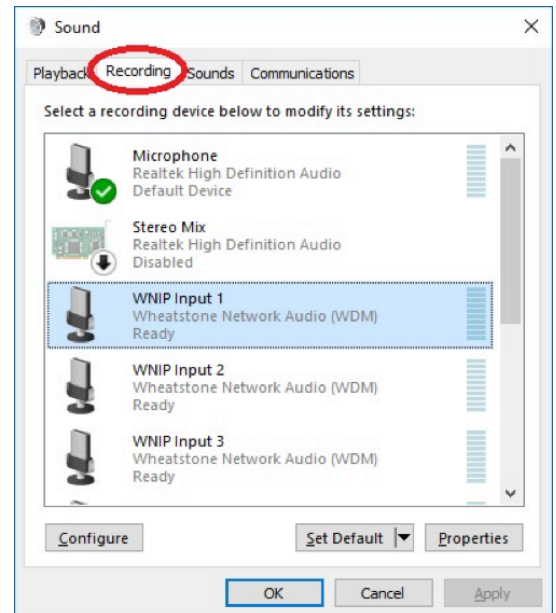 Sound
Playback Recording Sounds Communications
Select a recording device below to modify its settings:
Microphone
Realtek High Definition Audio
Default Device
Stereo Mix
Realtek High Definition Audio
Disabled
WNIP Input 1
Wheatstone Network Audio (WDM)
Ready
WNIP Input 2
Wheatstone Network Audio (WDM)
Ready
WNIP Input 3
Wheatstone Network Audio (WDM)
Ready
Configure Set Default Properties
OK Cancel Apply